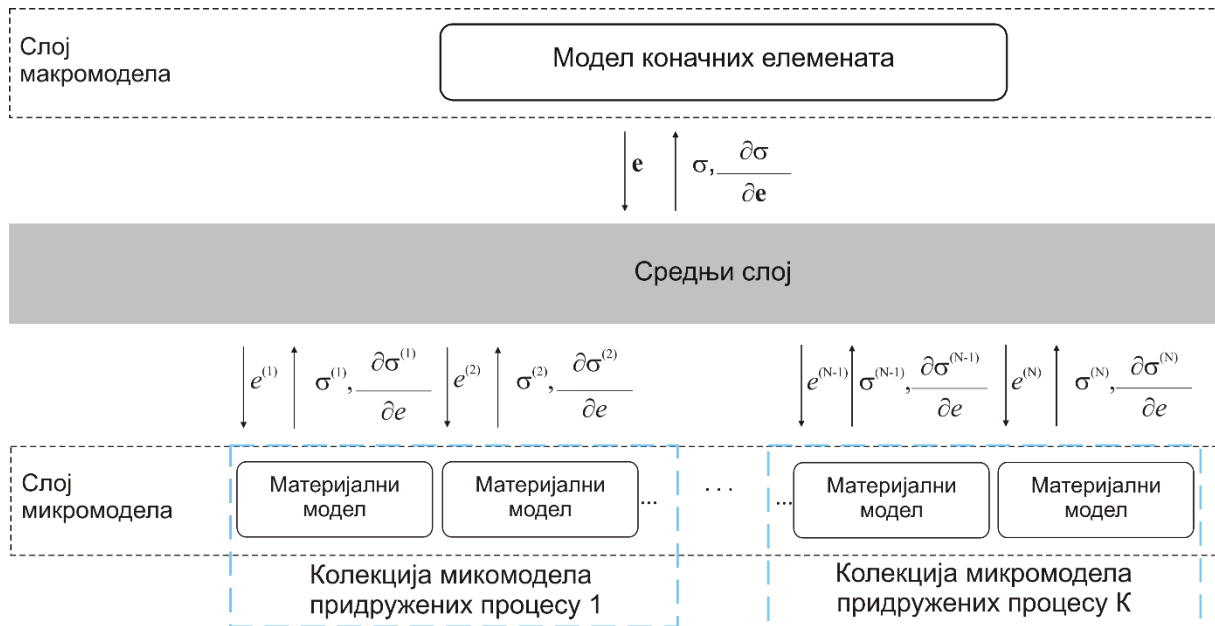 Слој
макромодела
Модел коначних елемената
e σ, ∂σ/∂e
Средњи слој
e⁽¹⁾ σ⁽¹⁾, ∂σ⁽¹⁾/∂e e⁽²⁾ σ⁽²⁾, ∂σ⁽²⁾/∂e e⁽ᴺ⁻¹⁾ σ⁽ᴺ⁻¹⁾, ∂σ⁽ᴺ⁻¹⁾/∂e e⁽ᴺ⁾ σ⁽ᴺ⁾, ∂σ⁽ᴺ⁾/∂e
Слој
микромодела
Материјални
модел
Материјални
модел
...
...
...
Материјални
модел
Материјални
модел
Колекција микомодела
придружених процесу 1
Колекција микромодела
придружених процесу К